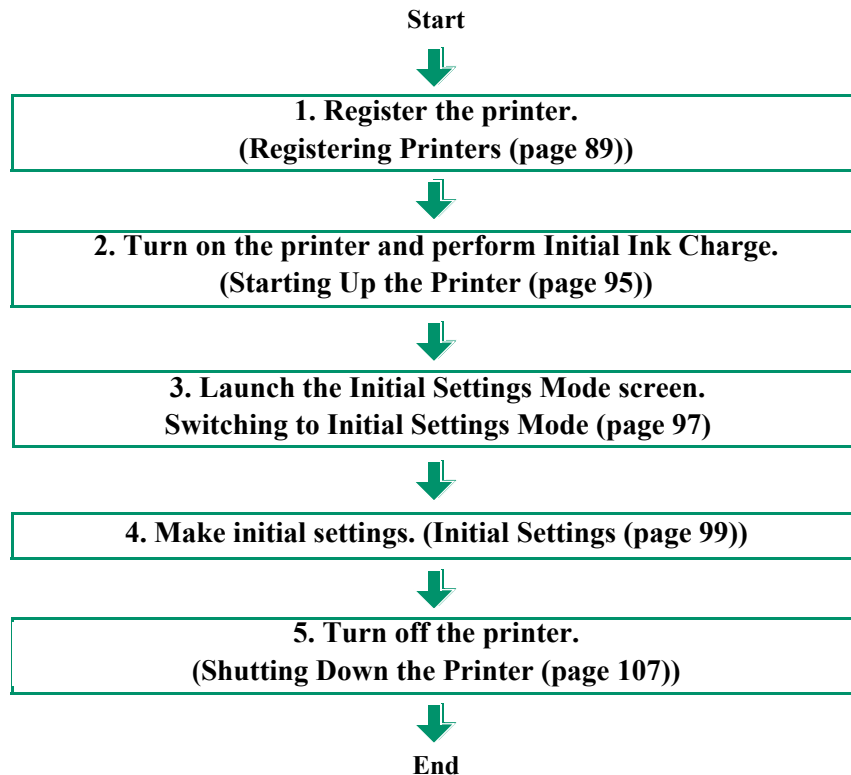 Start
1. Register the printer.
(Registering Printers (page 89))
2. Turn on the printer and perform Initial Ink Charge.
(Starting Up the Printer (page 95))
3. Launch the Initial Settings Mode screen.
Switching to Initial Settings Mode (page 97)
4. Make initial settings. (Initial Settings (page 99))
5. Turn off the printer.
(Shutting Down the Printer (page 107))
End